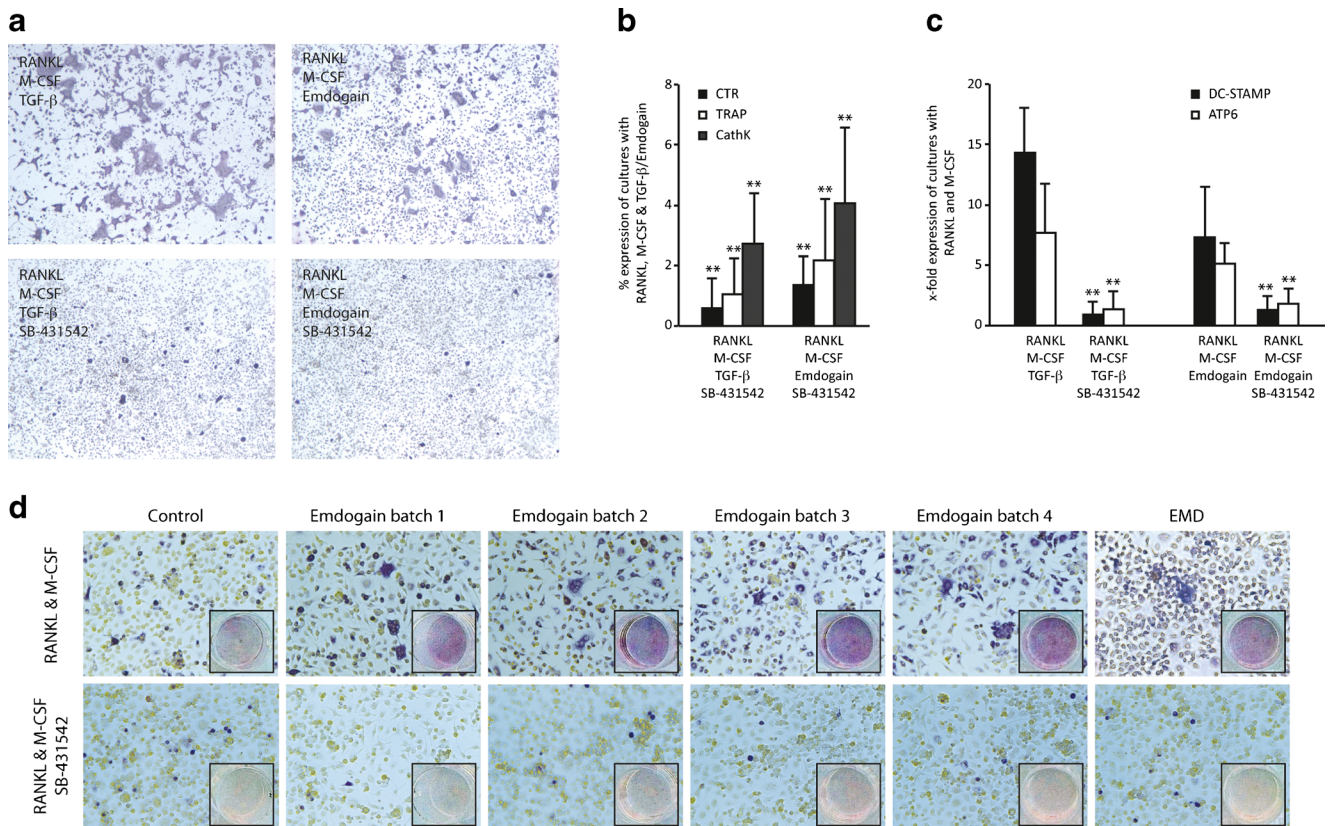 a
RANKL
M-CSF
TGF-β
RANKL
M-CSF
Emdogain
RANKL
M-CSF
TGF-β
SB-431542
RANKL
M-CSF
Emdogain
SB-431542
b
% expression of cultures with
RANKL, M-CSF & TGF-β/Emdogain
8
6
4
2
0
CTR
TRAP
CathK
**
**
**
**
**
**
RANKL
M-CSF
TGF-β
SB-431542
RANKL
M-CSF
Emdogain
SB-431542
c
x-fold expression of cultures with
RANKL and M-CSF
20
15
10
5
0
DC-STAMP
ATP6
**
**
**
**
RANKL
M-CSF
TGF-β
RANKL
M-CSF
TGF-β
SB-431542
RANKL
M-CSF
Emdogain
RANKL
M-CSF
Emdogain
SB-431542
d
Control
Emdogain batch 1
Emdogain batch 2
Emdogain batch 3
Emdogain batch 4
EMD
RANKL & M-CSF
RANKL & M-CSF
SB-431542